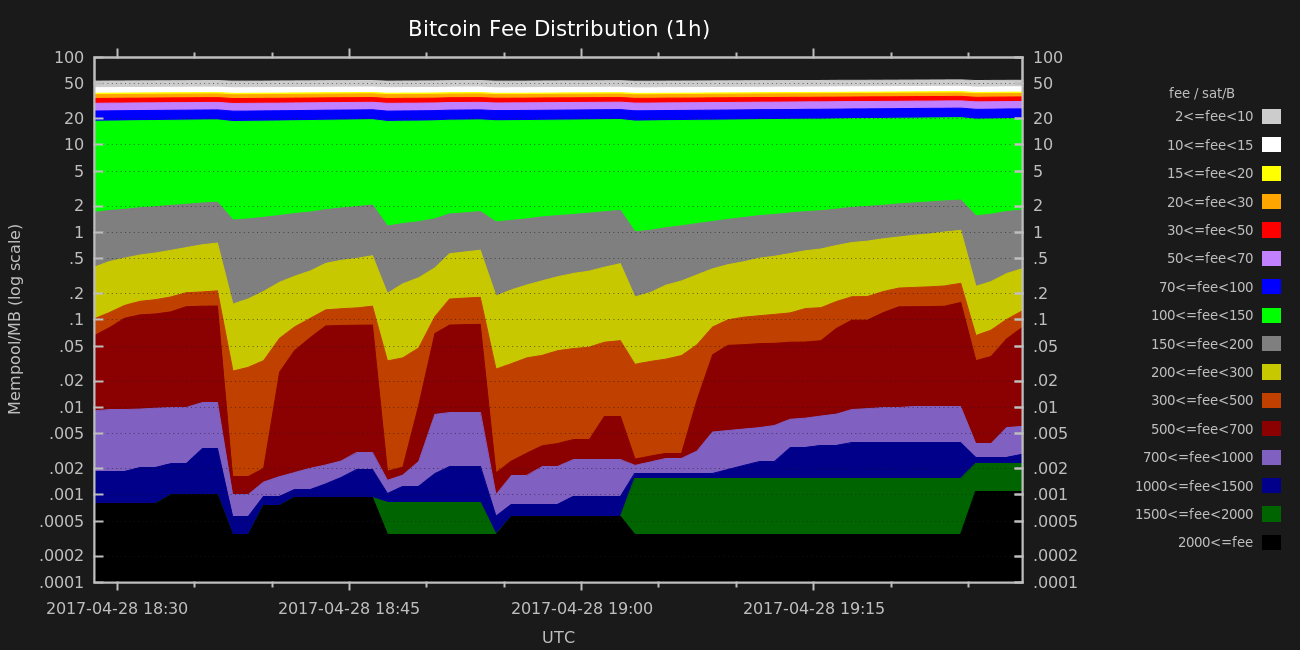 Bitcoin Fee Distribution (1h)
100 100
50 50
20 20
10 10
5 5
2 2
1 1
.5 .5
.2 .2
.1 .1
.05 .05
.02 .02
.01 .01
.005 .005
.002 .002
.001 .001
.0005 .0005
.0002 .0002
.0001 .0001
Mempool/MB (log scale)
2017-04-28 18:30 2017-04-28 18:45 2017-04-28 19:00 2017-04-28 19:15
UTC
fee / sat/B
2<=fee<10
10<=fee<15
15<=fee<20
20<=fee<30
30<=fee<50
50<=fee<70
70<=fee<100
100<=fee<150
150<=fee<200
200<=fee<300
300<=fee<500
500<=fee<700
700<=fee<1000
1000<=fee<1500
1500<=fee<2000
2000<=fee